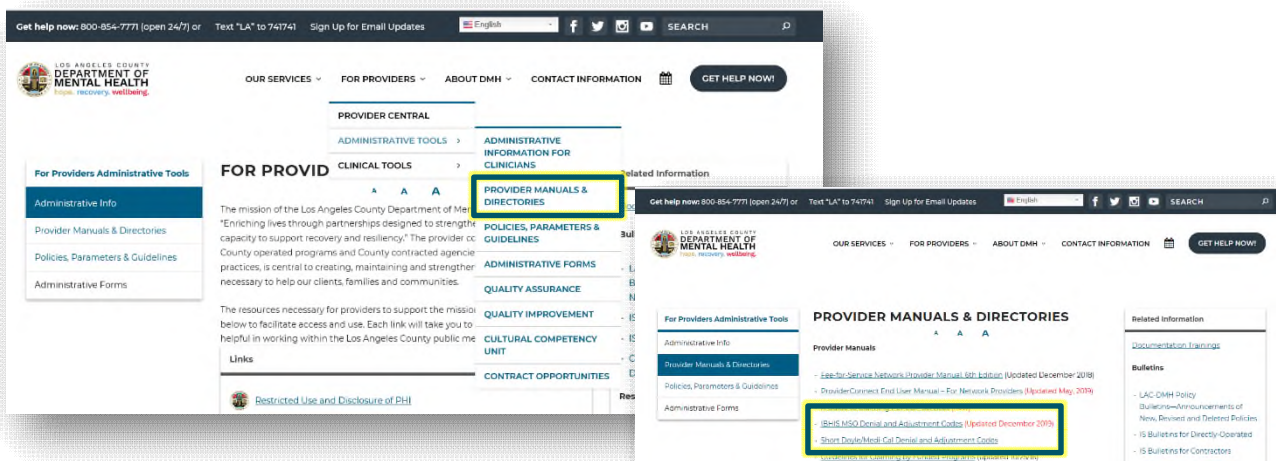 Get help now: 800-854-7771 (open 24/7) or Text "LA" to 741741 Sign Up for Email Updates English SEARCH
LOS ANGELES COUNTY
DEPARTMENT OF
MENTAL HEALTH
hope. recovery. wellbeing.
OUR SERVICES FOR PROVIDERS ABOUT DMH CONTACT INFORMATION GET HELP NOW!
PROVIDER CENTRAL
ADMINISTRATIVE TOOLS ›
CLINICAL TOOLS ›
ADMINISTRATIVE
INFORMATION FOR
CLINICIANS
PROVIDER MANUALS &
DIRECTORIES
POLICIES, PARAMETERS &
GUIDELINES
ADMINISTRATIVE FORMS
QUALITY ASSURANCE
QUALITY IMPROVEMENT
CULTURAL COMPETENCY
UNIT
CONTRACT OPPORTUNITIES
For Providers Administrative Tools
Administrative Info
Provider Manuals & Directories
Policies, Parameters & Guidelines
Administrative Forms
FOR PROVID
A A A
The mission of the Los Angeles County Department of Me
"Enriching lives through partnerships designed to strengthe
capacity to support recovery and resiliency." The provider co
County operated programs and County contracted agencie
practices, is central to creating, maintaining and strengther
necessary to help our clients, families and communities.
The resources necessary for providers to support the missio
below to facilitate access and use. Each link will take you to
helpful in working within the Los Angeles County public me
Links
Restricted Use and Disclosure of PHI
Related Information
Get help now: 800-854-7771 (open 24/7) or Text "LA" to 741741 Sign Up for Email Updates English SEARCH
LOS ANGELES COUNTY
DEPARTMENT OF
MENTAL HEALTH
hope. recovery. wellbeing.
OUR SERVICES FOR PROVIDERS ABOUT DMH CONTACT INFORMATION GET HELP NOW!
For Providers Administrative Tools
Administrative Info
Provider Manuals & Directories
Policies, Parameters & Guidelines
Administrative Forms
PROVIDER MANUALS & DIRECTORIES
A A A
Provider Manuals
- Fee-for-Service Network Provider Manual, 6th Edition (Updated December 2018)
- ProviderConnect End User Manual – For Network Providers (Updated May, 2019)
- IBHIS MSO Denial and Adjustment Codes (Updated December 2019)
- Short Doyle/Medi Cal Denial and Adjustment Codes
- Guidelines for Claiming by Funded Programs
Related Information
Documentation Trainings
Bulletins
- LAC-DMH Policy
Bulletins—Announcements of
New, Revised and Deleted Policies
- IS Bulletins for Directly-Operated
- IS Bulletins for Contractors